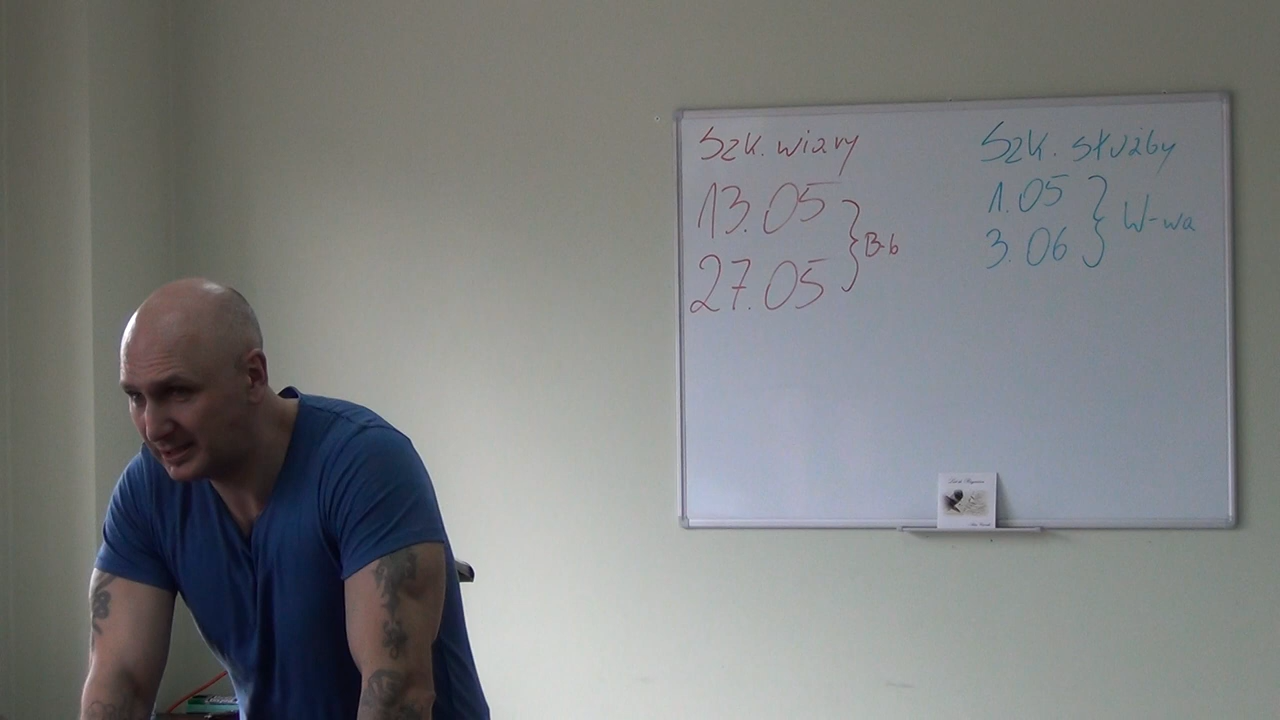 Szk. wiary
13.05
27.05
B-b
Szk. służby
1.05
3.06
W-wa